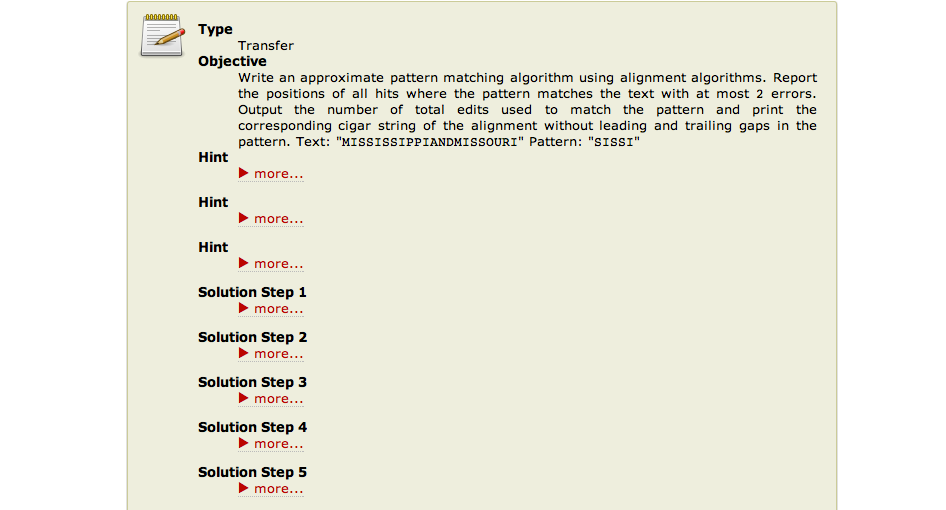 Type
Transfer
Objective
Write an approximate pattern matching algorithm using alignment algorithms. Report
the positions of all hits where the pattern matches the text with at most 2 errors.
Output the number of total edits used to match the pattern and print the
corresponding cigar string of the alignment without leading and trailing gaps in the
pattern. Text: "MISSISSIPPIANDMISSOURI" Pattern: "SISSI"
Hint
▶ more...
Hint
▶ more...
Hint
▶ more...
Solution Step 1
▶ more...
Solution Step 2
▶ more...
Solution Step 3
▶ more...
Solution Step 4
▶ more...
Solution Step 5
▶ more...